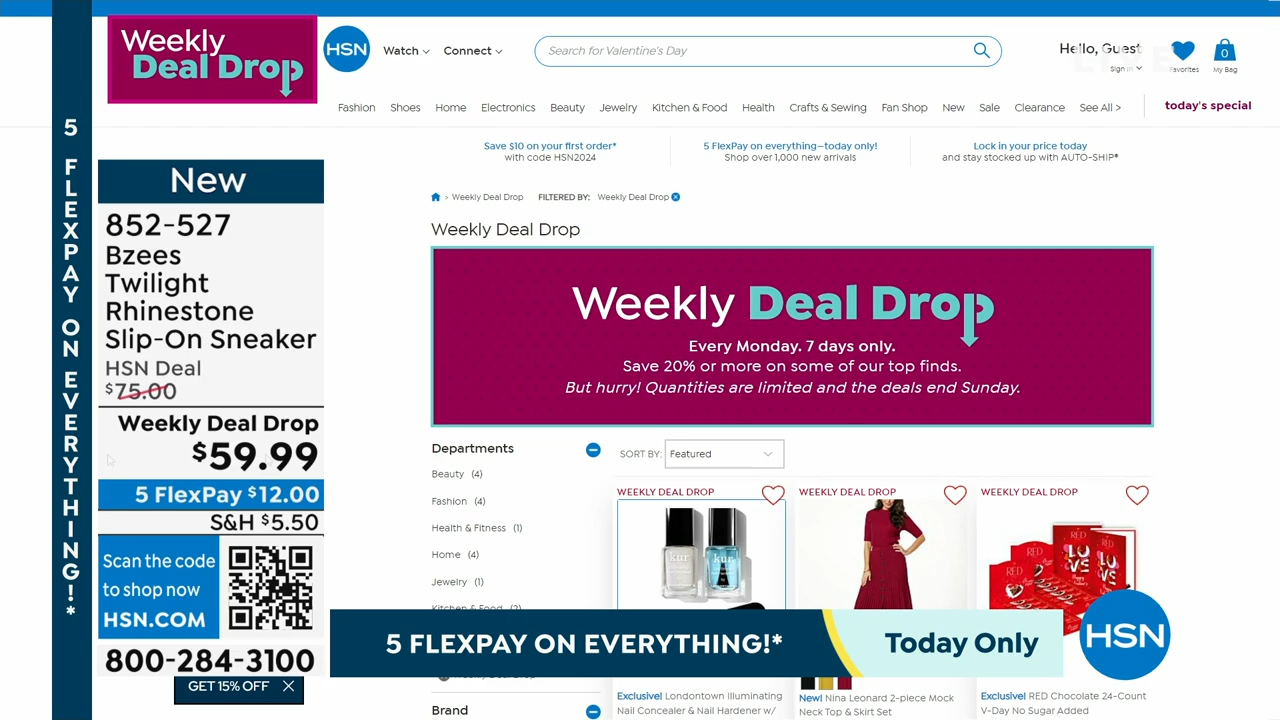 5 FLEXPAY ON EVERYTHING!*
Weekly
Deal Drop
HSN
Watch
Connect
Search for Valentine's Day
Hello, Guest
Sign in
Favorites
0
My Bag
LIVE
Fashion
Shoes
Home
Electronics
Beauty
Jewelry
Kitchen & Food
Health
Crafts & Sewing
Fan Shop
New
Sale
Clearance
See All >
today's special
Save $10 on your first order*
with code HSN2024
5 FlexPay on everything—today only!
Shop over 1,000 new arrivals
Lock in your price today
and stay stocked up with AUTO-SHIP®
New
852-527
Bzees
Twilight
Rhinestone
Slip-On Sneaker
HSN Deal
$75.00
Weekly Deal Drop
$59.99
5 FlexPay $12.00
S&H $5.50
Scan the code
to shop now
HSN.COM
800-284-3100
GET 15% OFF
> Weekly Deal Drop FILTERED BY: Weekly Deal Drop
Weekly Deal Drop
Weekly Deal Drop
Every Monday. 7 days only.
Save 20% or more on some of our top finds.
But hurry! Quantities are limited and the deals end Sunday.
Departments
Beauty (4)
Fashion (4)
Health & Fitness (1)
Home (4)
Jewelry (1)
Kitchen & Food (2)
Brand
SORT BY: Featured
WEEKLY DEAL DROP
WEEKLY DEAL DROP
WEEKLY DEAL DROP
kur
kur
RED
LOVE
5 FLEXPAY ON EVERYTHING!*
Today Only
HSN
Exclusive! Londontown Illuminating
Nail Concealer & Nail Hardener w/
New! Nina Leonard 2-piece Mock
Neck Top & Skirt Set
Exclusive! RED Chocolate 24-Count
V-Day No Sugar Added